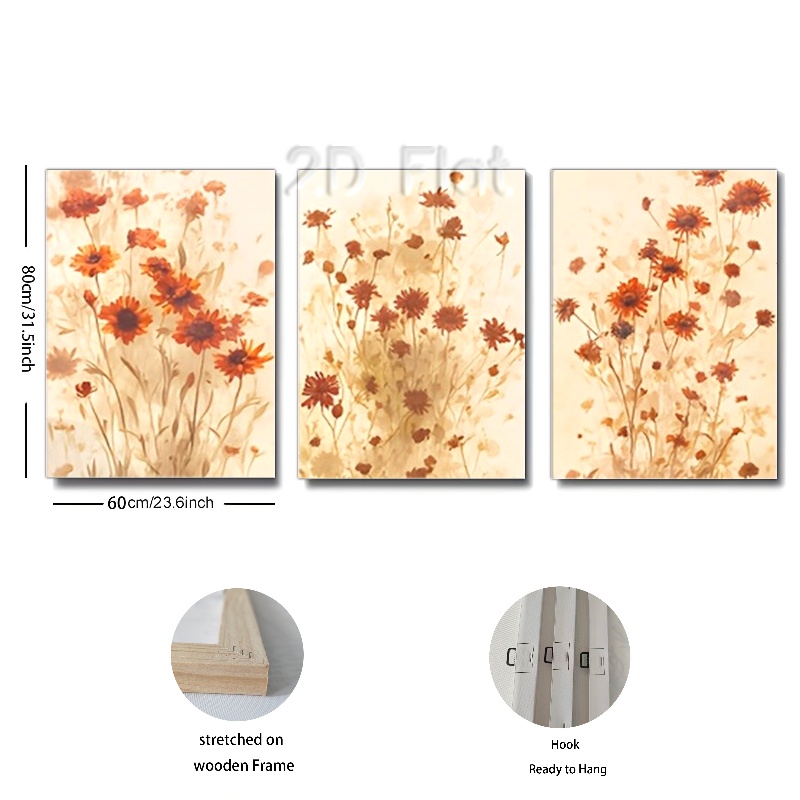 2D Flat
80cm/31.5inch
60cm/23.6inch
stretched on
wooden Frame
Hook
Ready to Hang